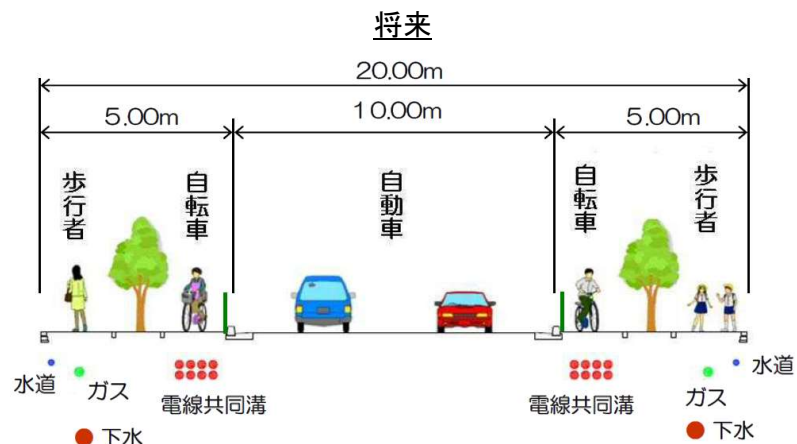 将来
20.00m
5.00m
10.00m
5.00m
歩行者
自転車
自動車
自転車
歩行者
水道
ガス
電線共同溝
下水
電線共同溝
ガス
水道
下水